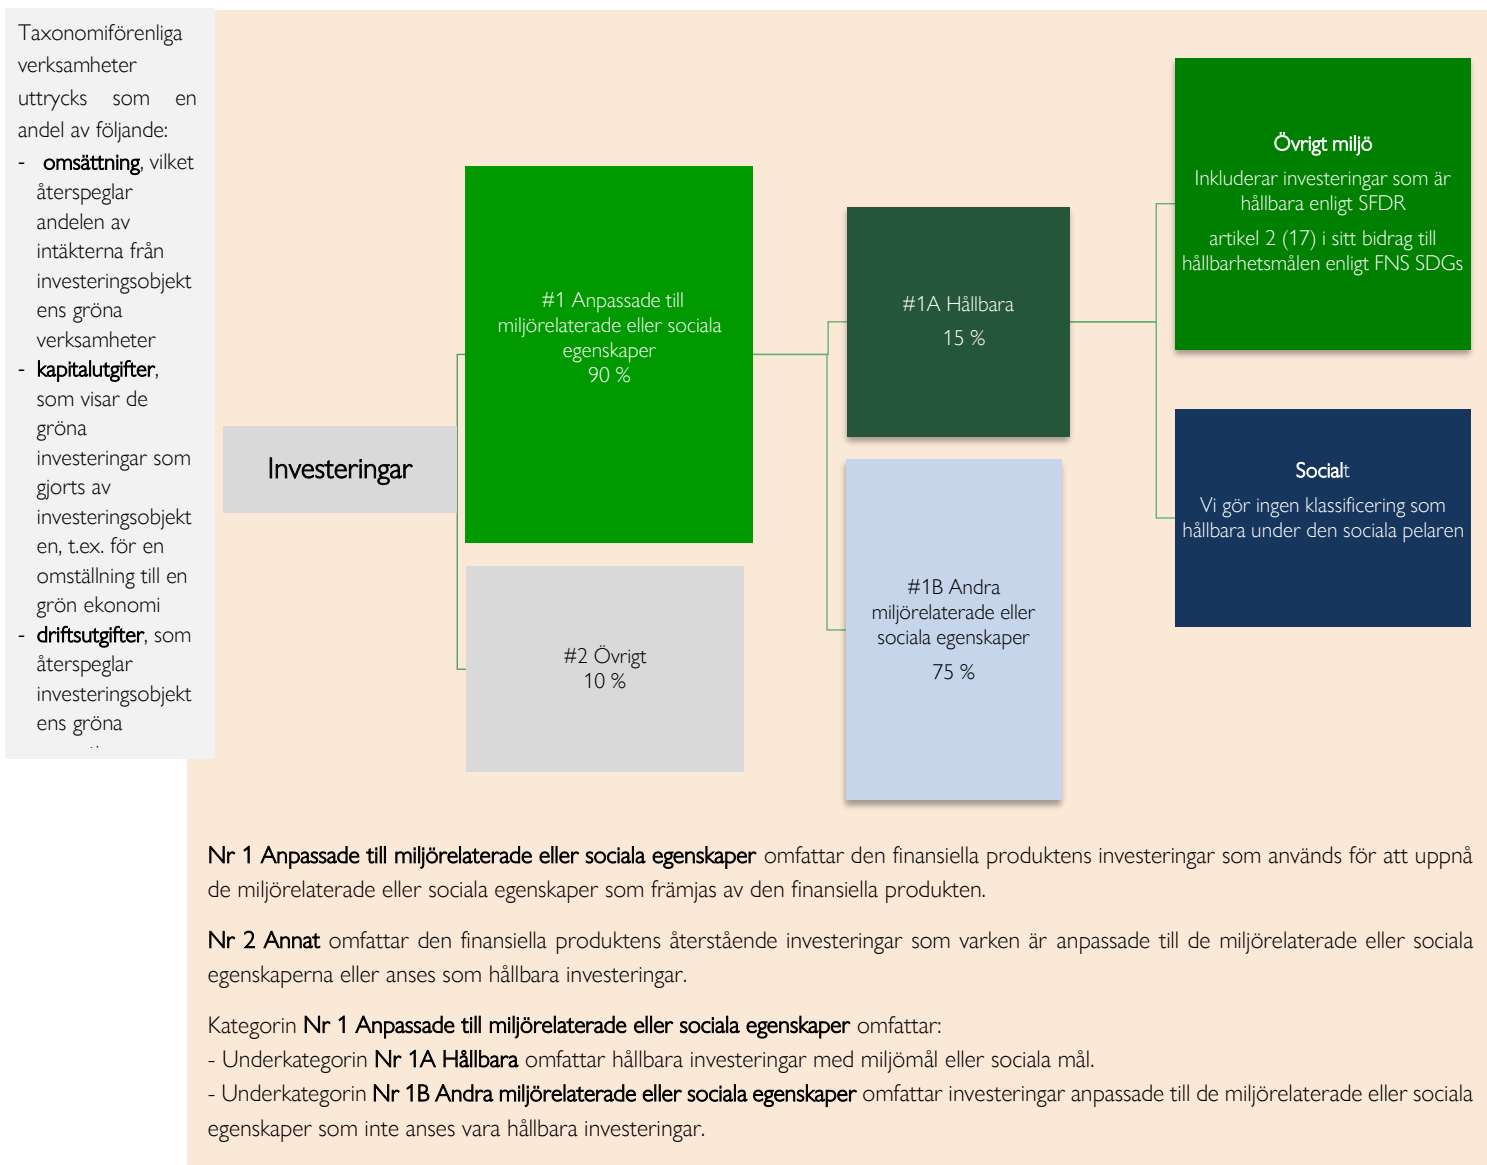 Taxonomiförenliga
verksamheter
uttrycks som en
andel av följande:
- omsättning, vilket
återspeglar
andelen av
intäkterna från
investeringsobjekt
ens gröna
verksamheter
- kapitalutgifter,
som visar de
gröna
investeringar som
gjorts av
investeringsobjekt
en, t.ex. för en
omställning till en
grön ekonomi
- driftsutgifter, som
återspeglar
investeringsobjekt
ens gröna
Investeringar
#1 Anpassade till
miljörelaterade eller sociala
egenskaper
90 %
#2 Övrigt
10 %
#1A Hållbara
15 %
#1B Andra
miljörelaterade eller
sociala egenskaper
75 %
Övrigt miljö
Inkluderar investeringar som är
hållbara enligt SFDR
artikel 2 (17) i sitt bidrag till
hållbarhetsmålen enligt FNS SDGs
Socialt
Vi gör ingen klassificering som
hållbara under den sociala pelaren
Nr 1 Anpassade till miljörelaterade eller sociala egenskaper omfattar den finansiella produktens investeringar som används för att uppnå
de miljörelaterade eller sociala egenskaper som främjas av den finansiella produkten.
Nr 2 Annat omfattar den finansiella produktens återstående investeringar som varken är anpassade till de miljörelaterade eller sociala
egenskaperna eller anses som hållbara investeringar.
Kategorin Nr 1 Anpassade till miljörelaterade eller sociala egenskaper omfattar:
- Underkategorin Nr 1A Hållbara omfattar hållbara investeringar med miljömål eller sociala mål.
- Underkategorin Nr 1B Andra miljörelaterade eller sociala egenskaper omfattar investeringar anpassade till de miljörelaterade eller sociala
egenskaper som inte anses vara hållbara investeringar.